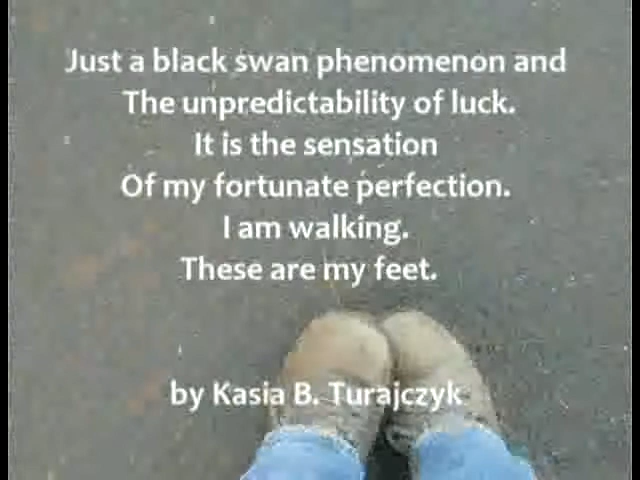 Just a black swan phenomenon and
The unpredictability of luck.
It is the sensation
Of my fortunate perfection.
I am walking.
These are my feet.
by Kasia B. Turajczyk